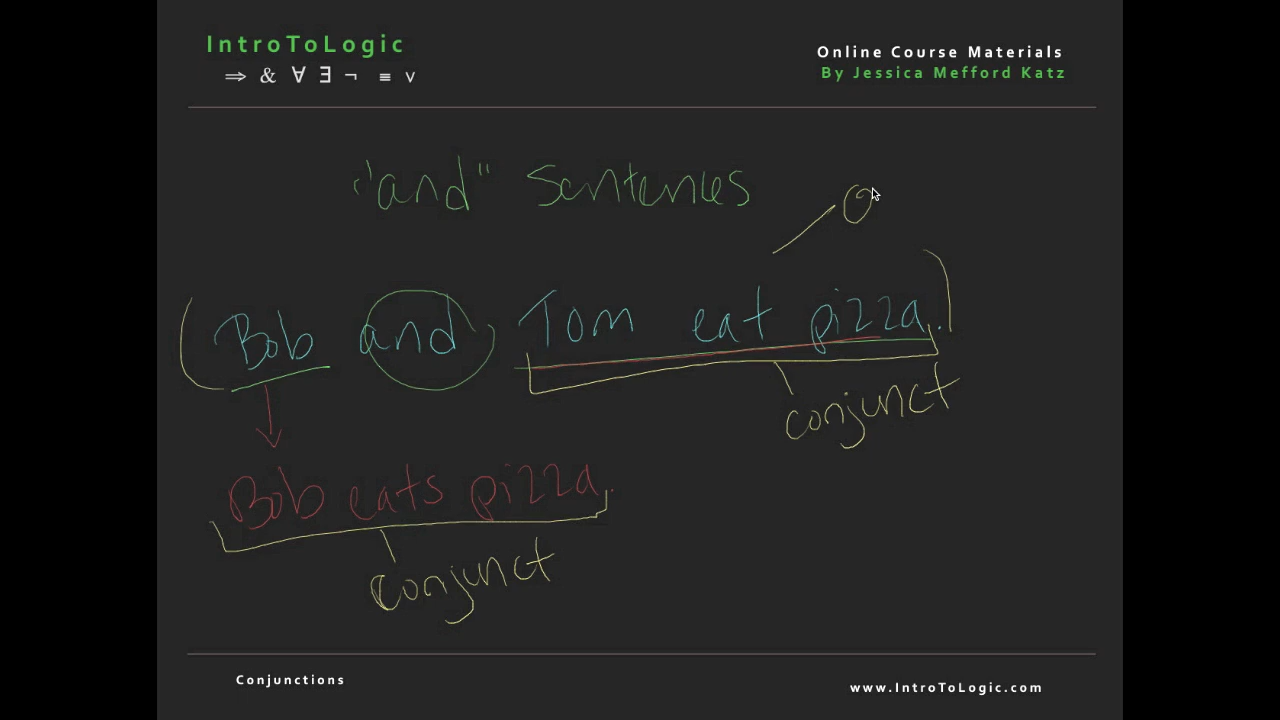 IntroToLogic
⇒ & ∀ ∃ ¬ ≡ v
Online Course Materials
By Jessica Mefford Katz
"and" Sentences
Bob and Tom eat pizza.
conjunct
Bob eats pizza.
conjunct
Conjunctions
www.IntroToLogic.com